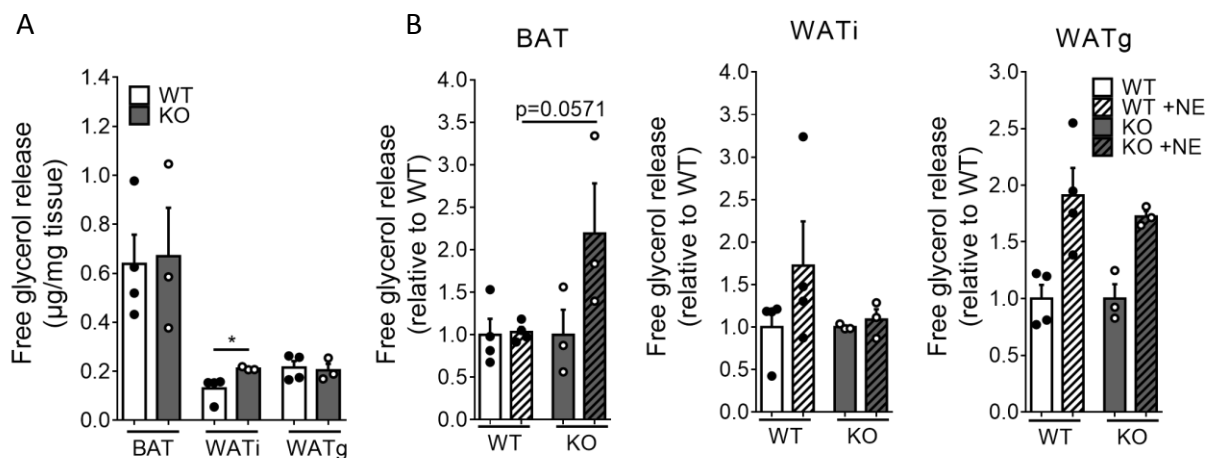 A
Free glycerol release
(µg/mg tissue)
1.4
1.2
1.0
0.8
0.6
0.4
0.2
0.0
WT
KO
*
BAT
WATi
WATg
B
BAT
Free glycerol release
(relative to WT)
4.0
3.5
3.0
2.5
2.0
1.5
1.0
0.5
0.0
p=0.0571
WT
KO
WATi
Free glycerol release
(relative to WT)
4.0
3.5
3.0
2.5
2.0
1.5
1.0
0.5
0.0
WT
KO
WATg
Free glycerol release
(relative to WT)
3.0
2.5
2.0
1.5
1.0
0.5
0.0
WT
WT +NE
KO
KO +NE
WT
KO